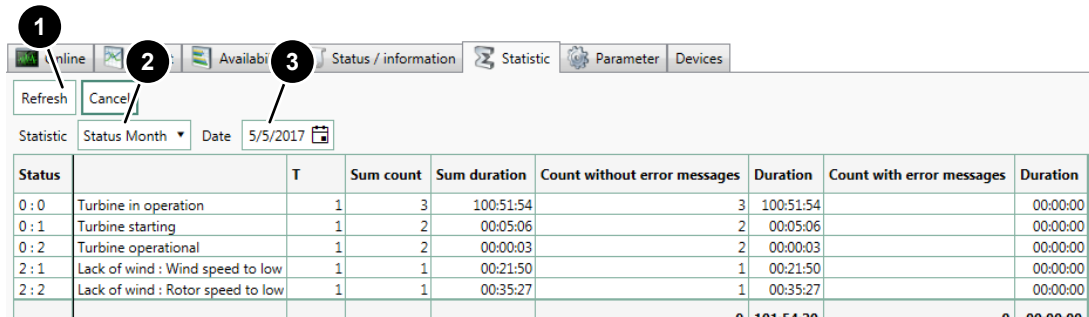 1
2
3
Online
Availabi
Status / information
Statistic
Parameter
Devices
Refresh
Cancel
Statistic Status Month Date 5/5/2017
Status T Sum count Sum duration Count without error messages Duration Count with error messages Duration
0 : 0 Turbine in operation 1 3 100:51:54 3 100:51:54 00:00:00
0 : 1 Turbine starting 1 2 00:05:06 2 00:05:06 00:00:00
0 : 2 Turbine operational 1 2 00:00:03 2 00:00:03 00:00:00
2 : 1 Lack of wind : Wind speed to low 1 1 00:21:50 1 00:21:50 00:00:00
2 : 2 Lack of wind : Rotor speed to low 1 1 00:35:27 1 00:35:27 00:00:00